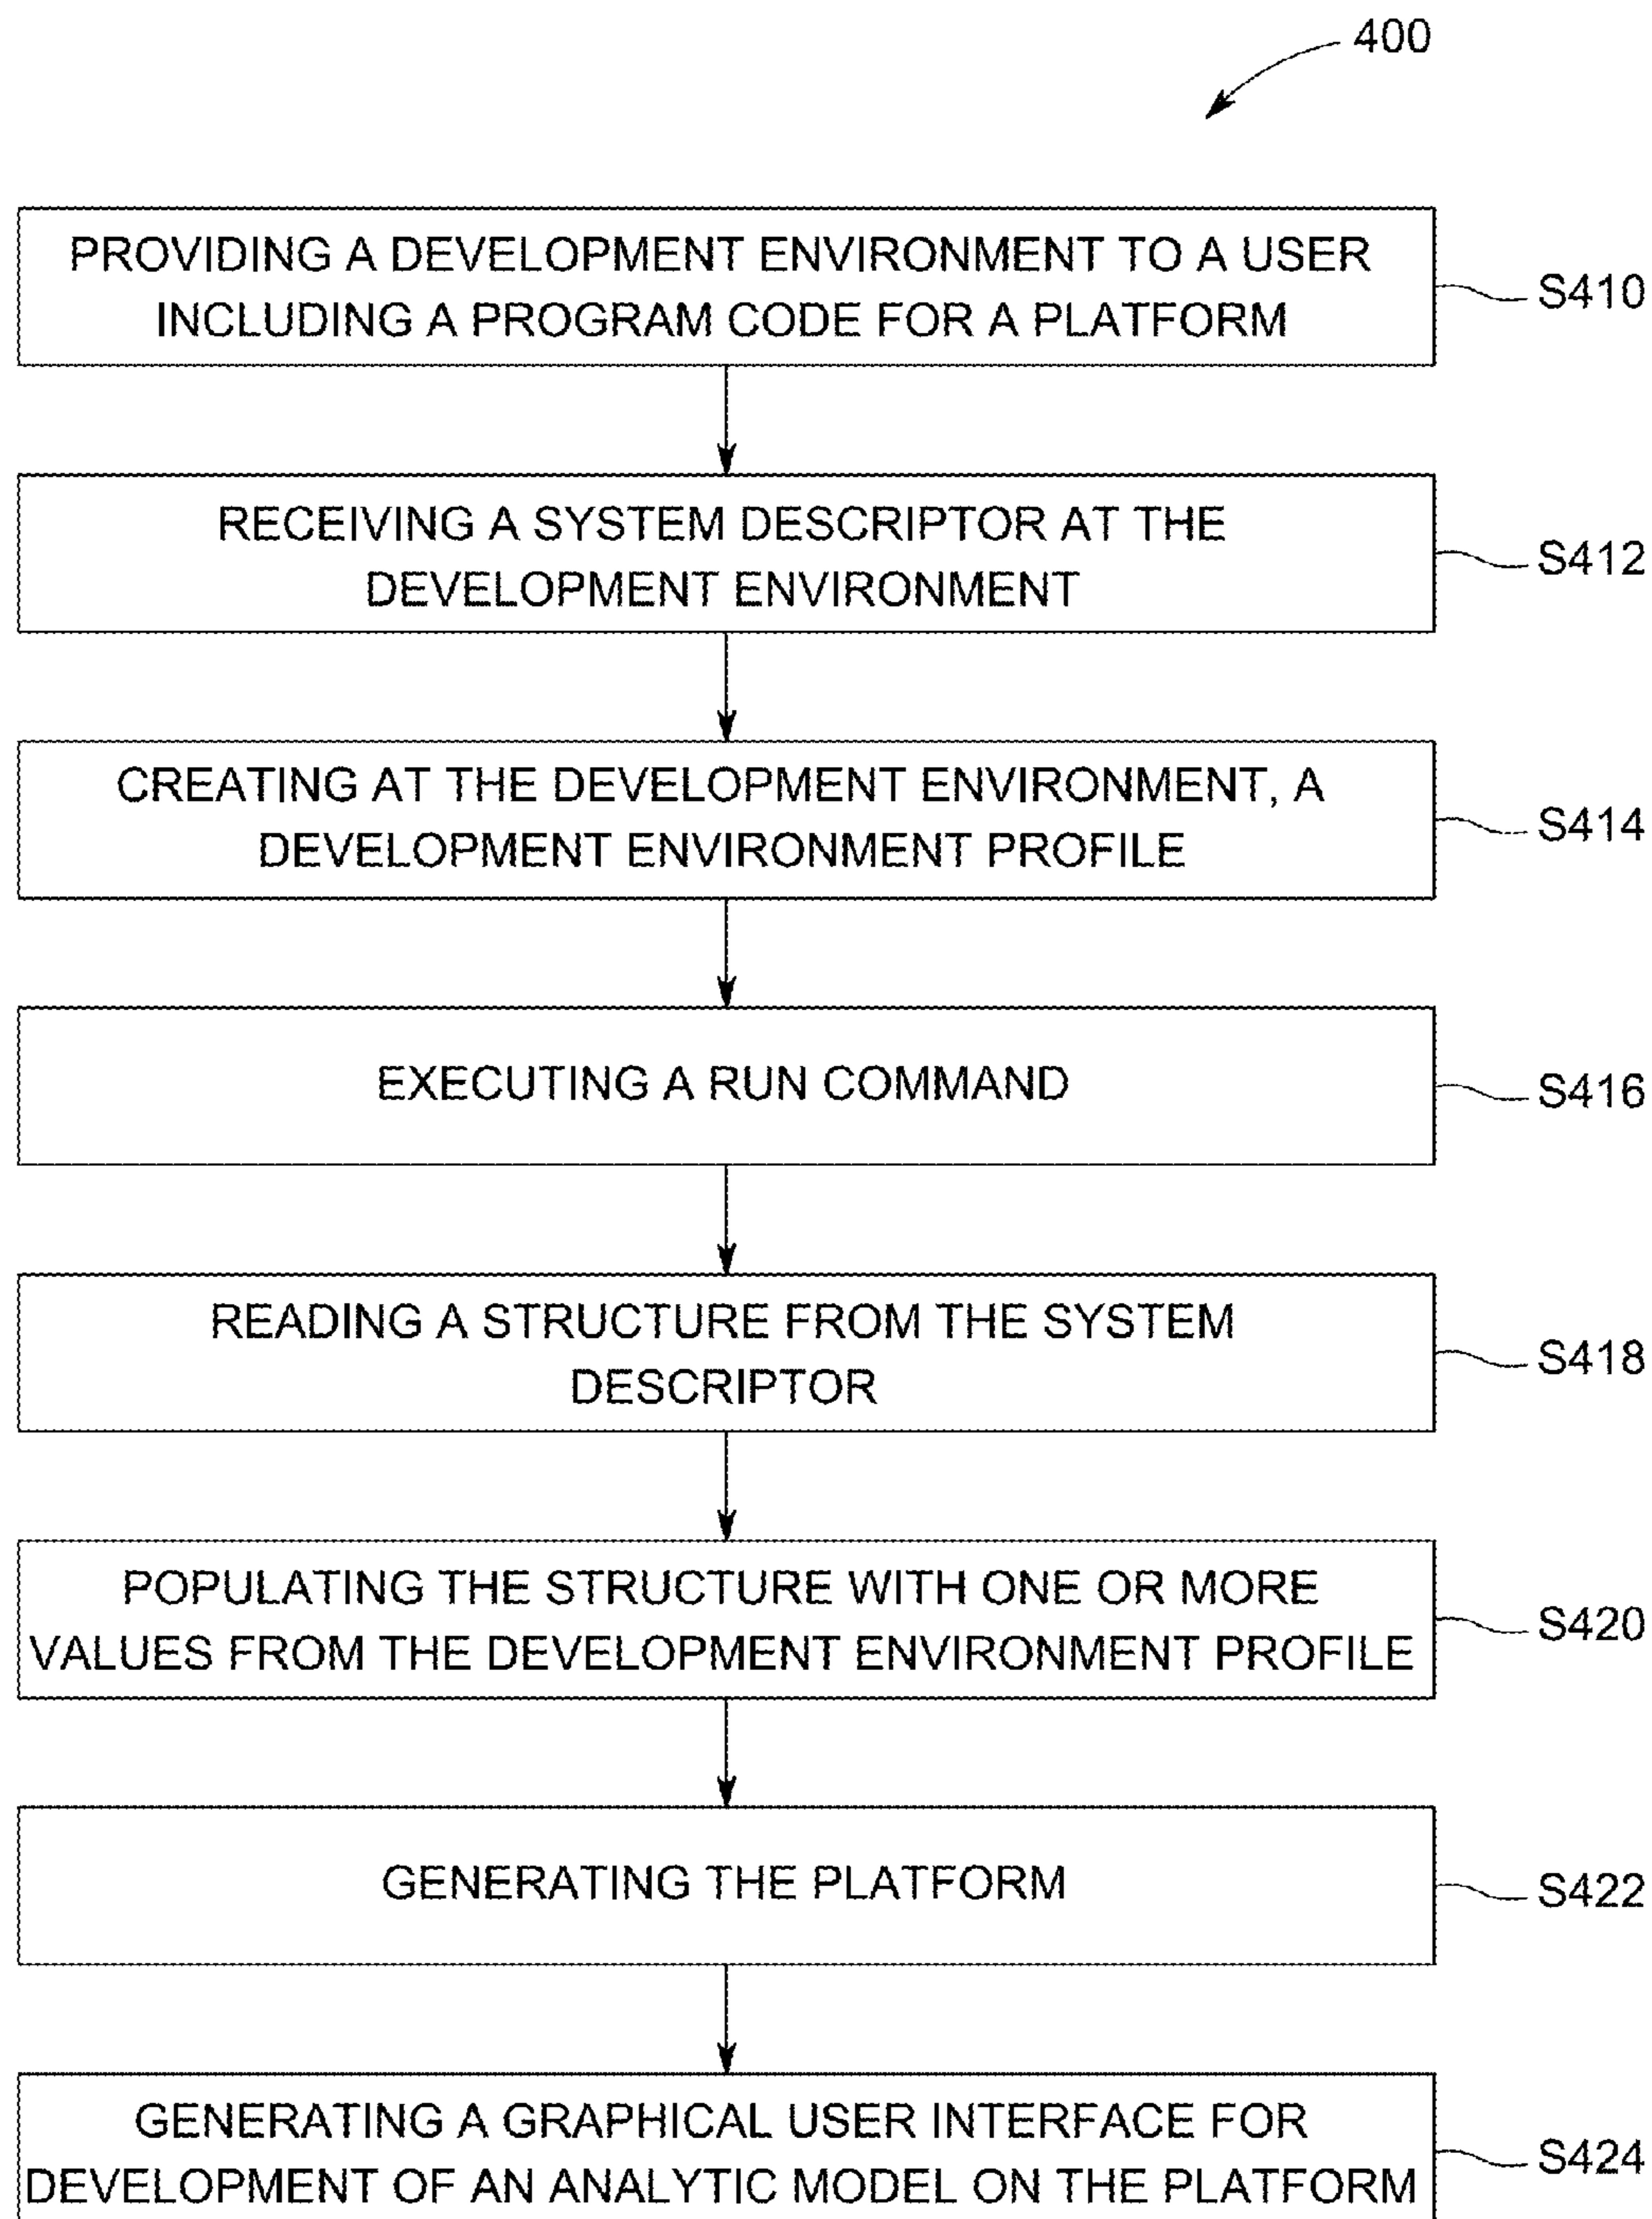 400
PROVIDING A DEVELOPMENT ENVIRONMENT TO A USER
INCLUDING A PROGRAM CODE FOR A PLATFORM
S410
RECEIVING A SYSTEM DESCRIPTOR AT THE
DEVELOPMENT ENVIRONMENT
S412
CREATING AT THE DEVELOPMENT ENVIRONMENT, A
DEVELOPMENT ENVIRONMENT PROFILE
S414
EXECUTING A RUN COMMAND
S416
READING A STRUCTURE FROM THE SYSTEM
DESCRIPTOR
S418
POPULATING THE STRUCTURE WITH ONE OR MORE
VALUES FROM THE DEVELOPMENT ENVIRONMENT PROFILE
S420
GENERATING THE PLATFORM
S422
GENERATING A GRAPHICAL USER INTERFACE FOR
DEVELOPMENT OF AN ANALYTIC MODEL ON THE PLATFORM
S424